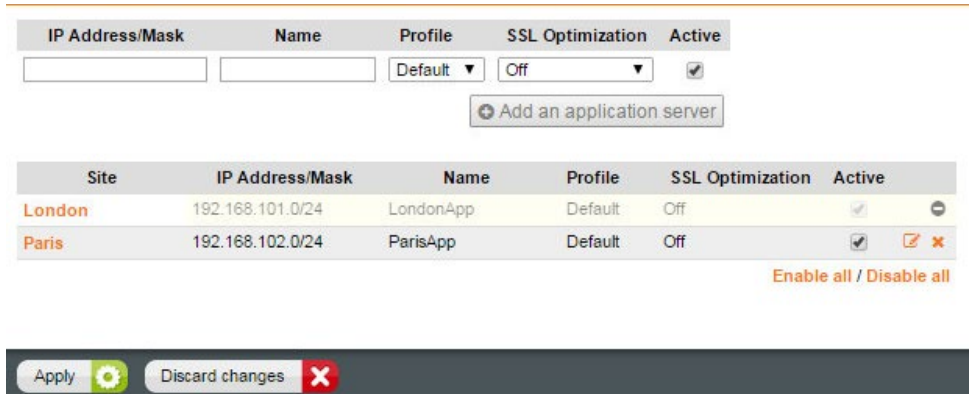 IP Address/Mask Name Profile SSL Optimization Active
Default Off
Add an application server
Site IP Address/Mask Name Profile SSL Optimization Active
London 192.168.101.0/24 LondonApp Default Off
Paris 192.168.102.0/24 ParisApp Default Off
Enable all / Disable all
Apply Discard changes